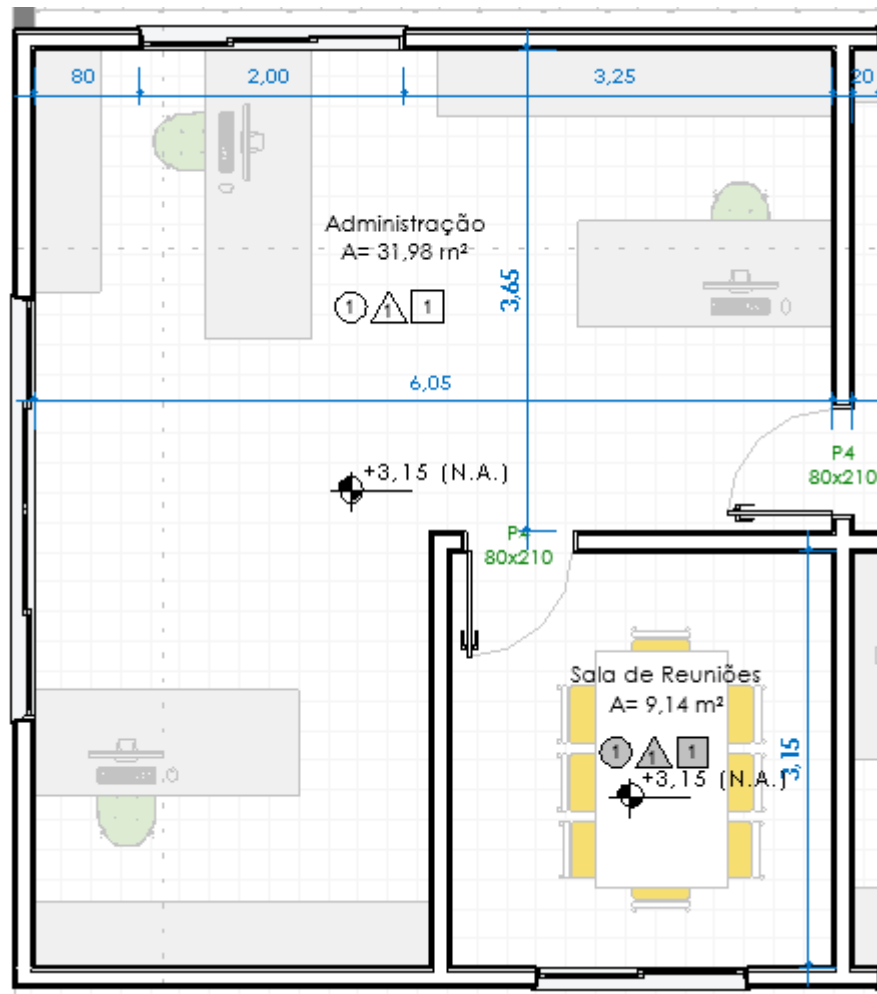 80
2,00
3,25
20
Administração
A= 31,98 m²
1 1 1
3,65
6,05
+3,15 (N.A.)
P4
80x210
P4
80x210
Sala de Reuniões
A= 9,14 m²
1 1 1
+3,15 (N.A.)
3,15